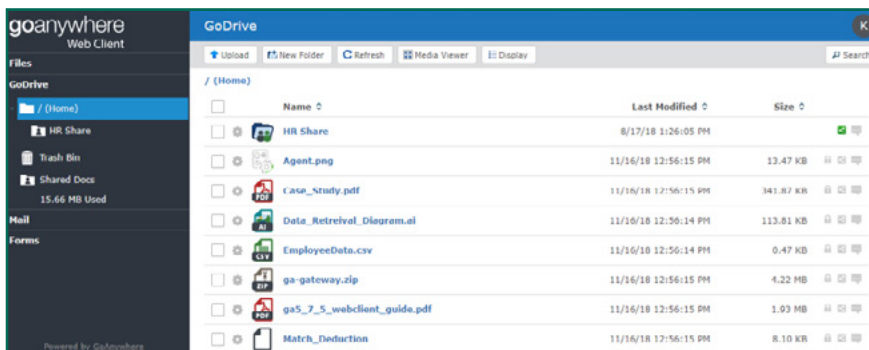 goanywhere
Web Client
Files
GoDrive
/ (Home)
HR Share
Trash Bin
Shared Docs
15.66 MB Used
Mail
Forms
Powered by GoAnywhere
GoDrive
K
Upload New Folder Refresh Media Viewer Display Search
/ (Home)
Name Last Modified Size
HR Share 8/17/18 1:26:05 PM
Agent.png 11/16/18 12:56:15 PM 13.47 KB
PDF Case_Study.pdf 11/16/18 12:56:15 PM 341.87 KB
AI Data_Retreival_Diagram.ai 11/16/18 12:56:14 PM 113.81 KB
CSV EmployeeData.csv 11/16/18 12:56:14 PM 0.47 KB
ZIP ga-gateway.zip 11/16/18 12:56:15 PM 4.22 MB
PDF ga5_7_5_webclient_guide.pdf 11/16/18 12:56:15 PM 1.93 MB
Match_Deduction 11/16/18 12:56:15 PM 8.10 KB